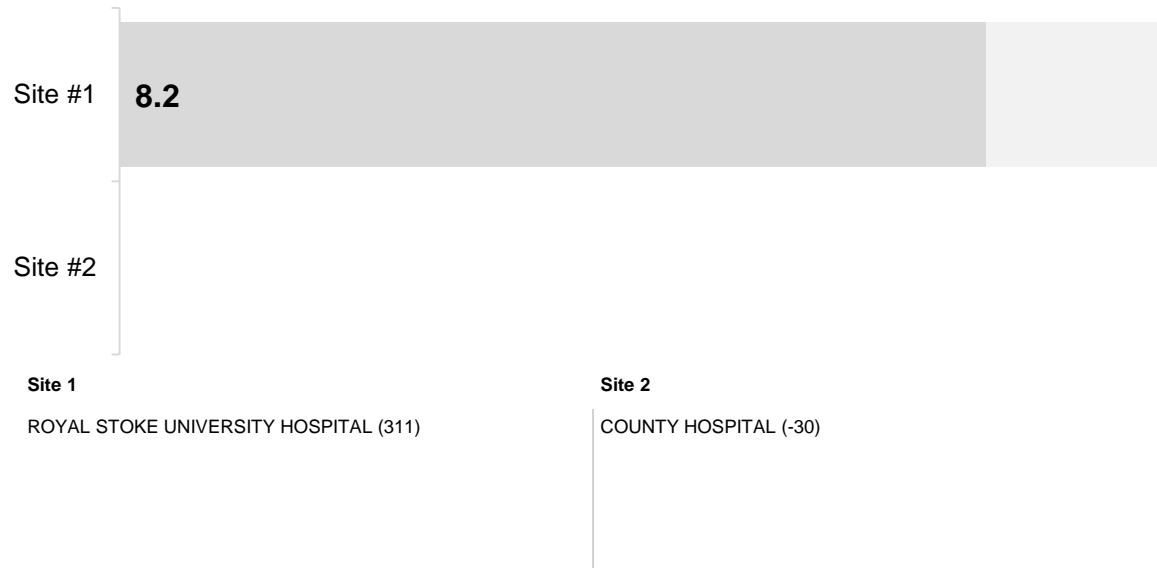 Site #1
8.2
Site #2
Site 1
Site 2
ROYAL STOKE UNIVERSITY HOSPITAL (311)
COUNTY HOSPITAL (-30)